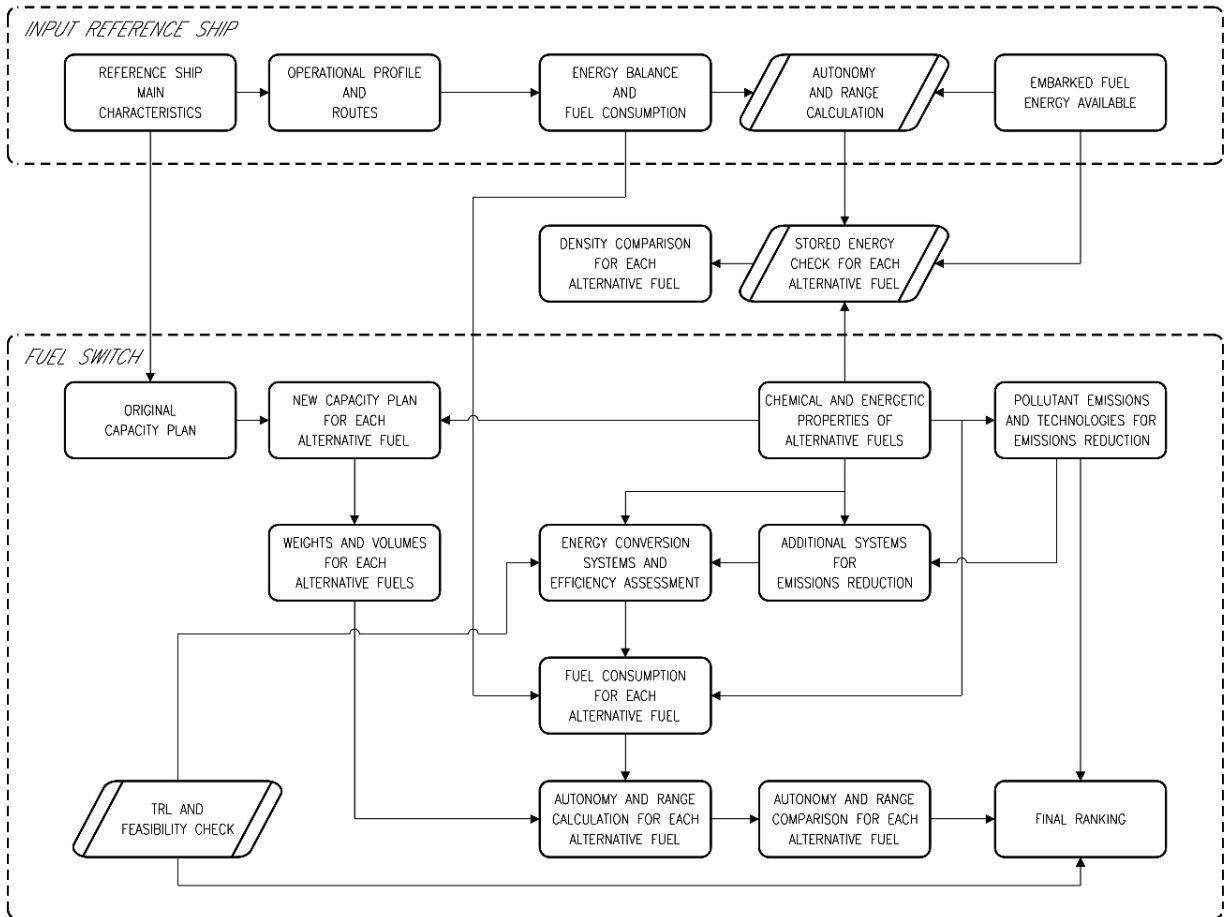 INPUT REFERENCE SHIP
REFERENCE SHIP
MAIN
CHARACTERISTICS
OPERATIONAL PROFILE
AND
ROUTES
ENERGY BALANCE
AND
FUEL CONSUMPTION
AUTONOMY
AND RANGE
CALCULATION
EMBARKED FUEL
ENERGY AVAILABLE
DENSITY COMPARISON
FOR EACH
ALTERNATIVE FUEL
STORED ENERGY
CHECK FOR EACH
ALTERNATIVE FUEL
FUEL SWITCH
ORIGINAL
CAPACITY PLAN
NEW CAPACITY PLAN
FOR EACH
ALTERNATIVE FUEL
CHEMICAL AND ENERGETIC
PROPERTIES OF
ALTERNATIVE FUELS
POLLUTANT EMISSIONS
AND TECHNOLOGIES FOR
EMISSIONS REDUCTION
WEIGHTS AND VOLUMES
FOR EACH
ALTERNATIVE FUELS
ENERGY CONVERSION
SYSTEMS AND
EFFICIENCY ASSESSMENT
ADDITIONAL SYSTEMS
FOR
EMISSIONS REDUCTION
FUEL CONSUMPTION
FOR EACH
ALTERNATIVE FUEL
TRL AND
FEASIBILITY CHECK
AUTONOMY AND RANGE
CALCULATION FOR EACH
ALTERNATIVE FUEL
AUTONOMY AND RANGE
COMPARISON FOR EACH
ALTERNATIVE FUEL
FINAL RANKING